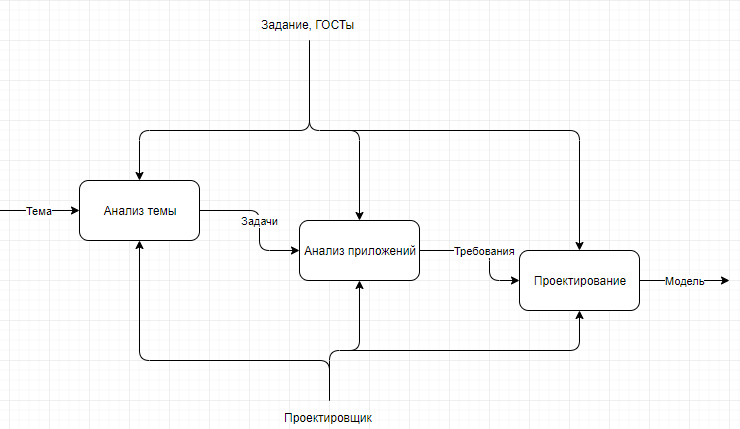 Задание, ГОСТы
Тема
Анализ темы
Задачи
Анализ приложений
Требования
Проектирование
Модель
Проектировщик